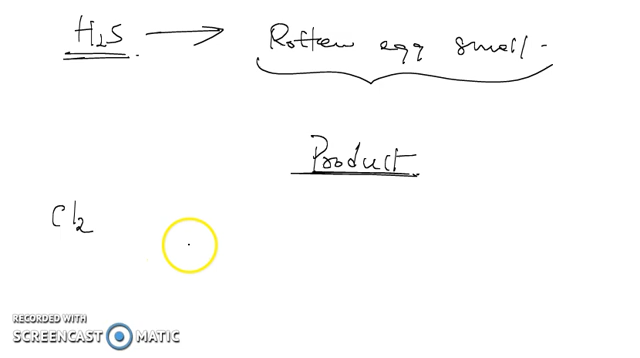 H₂S → Rotten egg smell.
Product
Cl₂
RECORDED WITH
SCREENCAST MATIC